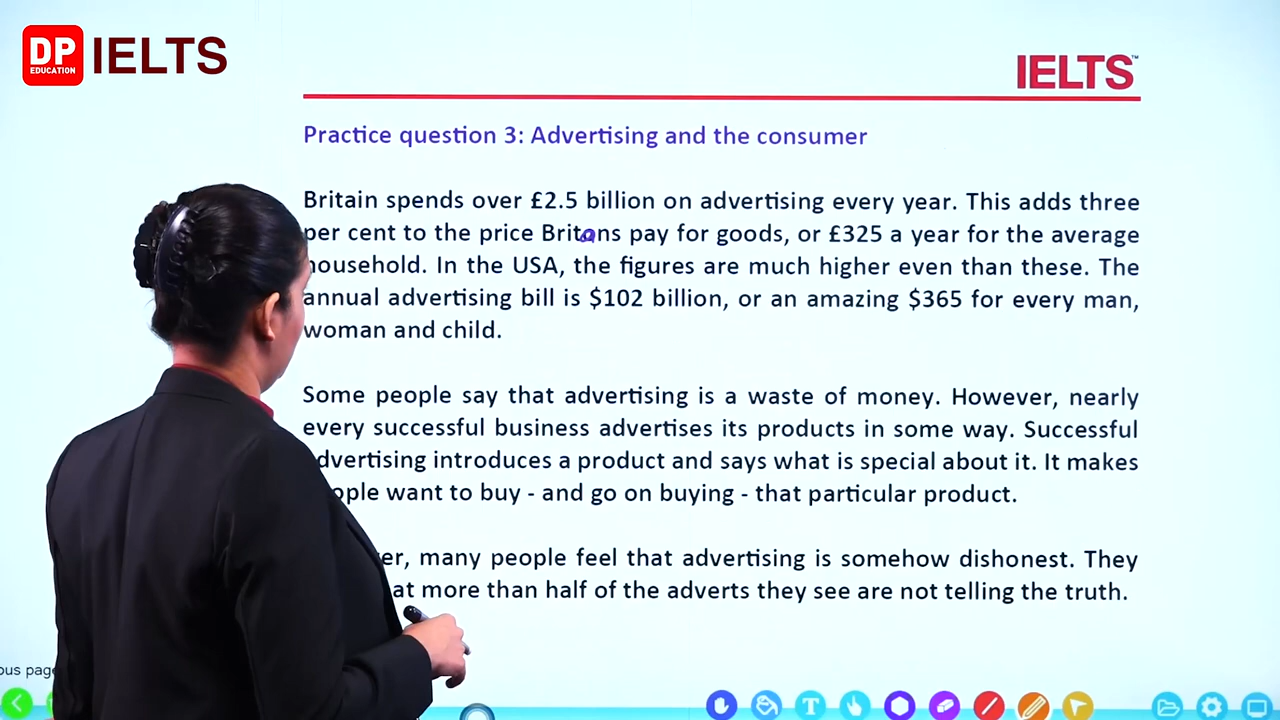 DP
EDUCATION
IELTS
IELTS™
Practice question 3: Advertising and the consumer
Britain spends over £2.5 billion on advertising every year. This adds three
per cent to the price Britons pay for goods, or £325 a year for the average
household. In the USA, the figures are much higher even than these. The
annual advertising bill is $102 billion, or an amazing $365 for every man,
woman and child.
Some people say that advertising is a waste of money. However, nearly
every successful business advertises its products in some way. Successful
advertising introduces a product and says what is special about it. It makes
people want to buy - and go on buying - that particular product.
many people feel that advertising is somehow dishonest. They
more than half of the adverts they see are not telling the truth.
page